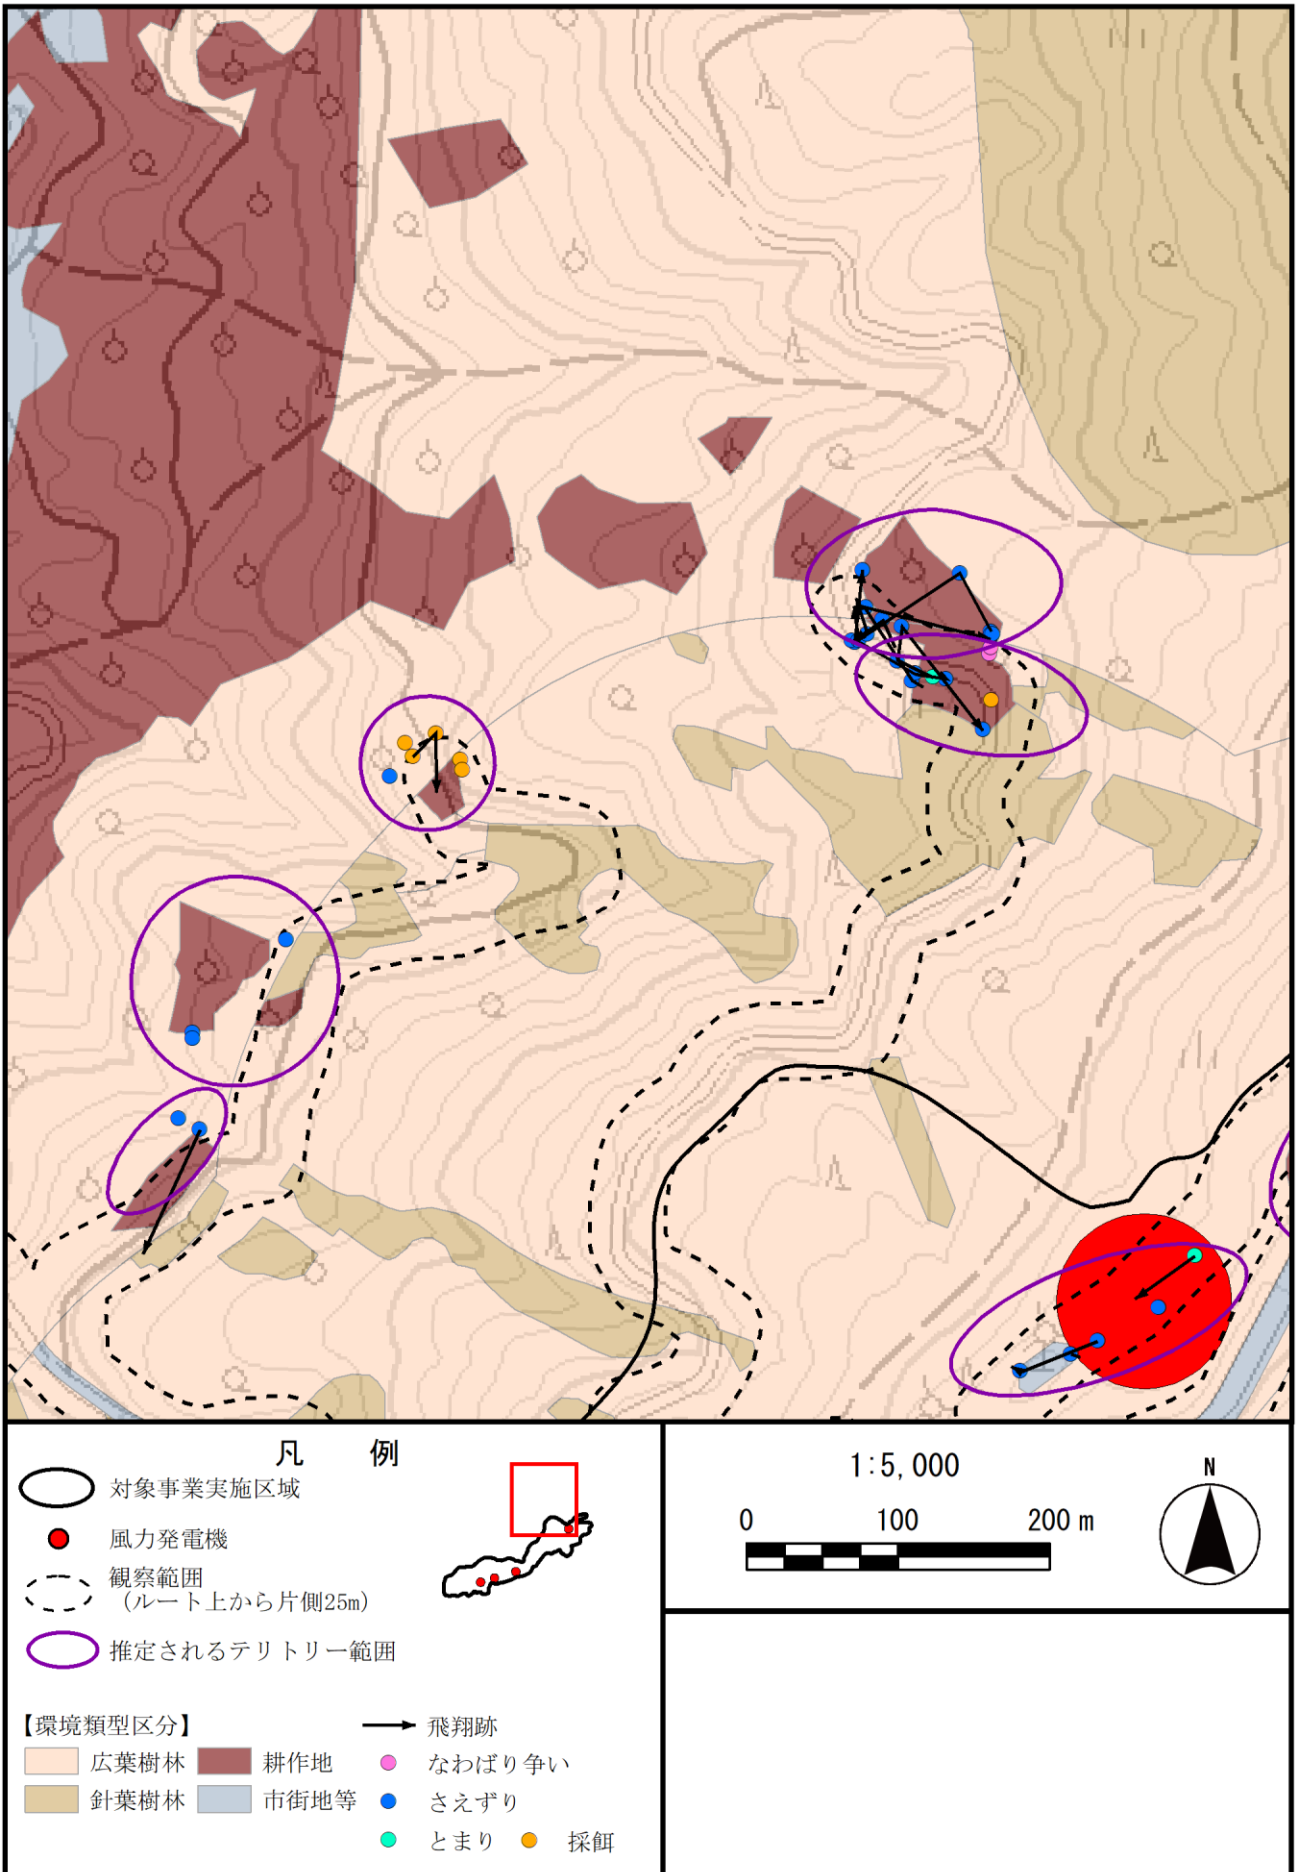 凡 例
対象事業実施区域
風力発電機
観察範囲
(ルート上から片側25m)
推定されるテリトリー範囲
【環境類型区分】
広葉樹林
耕作地
針葉樹林
市街地等
飛翔跡
なわばり争い
さえずり
とまり
採餌
1:5,000
0 100 200 m
N